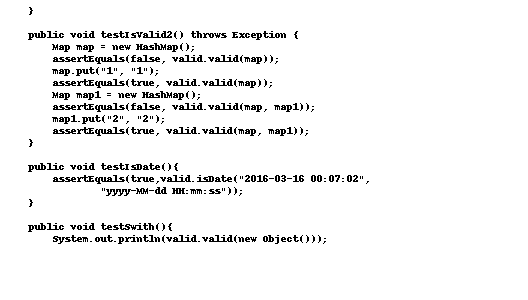 }
public void testIsValid2() throws Exception {
Map map = new HashMap();
assertEquals(false, valid.valid(map));
map.put("1", "1");
assertEquals(true, valid.valid(map));
Map map1 = new HashMap();
assertEquals(false, valid.valid(map, map1));
map1.put("2", "2");
assertEquals(true, valid.valid(map, map1));
}
public void testIsDate(){
assertEquals(true,valid.isDate("2016-03-16 00:07:02",
"yyyy-MM-dd HH:mm:ss"));
}
public void testSwith(){
System.out.println(valid.valid(new Object()));